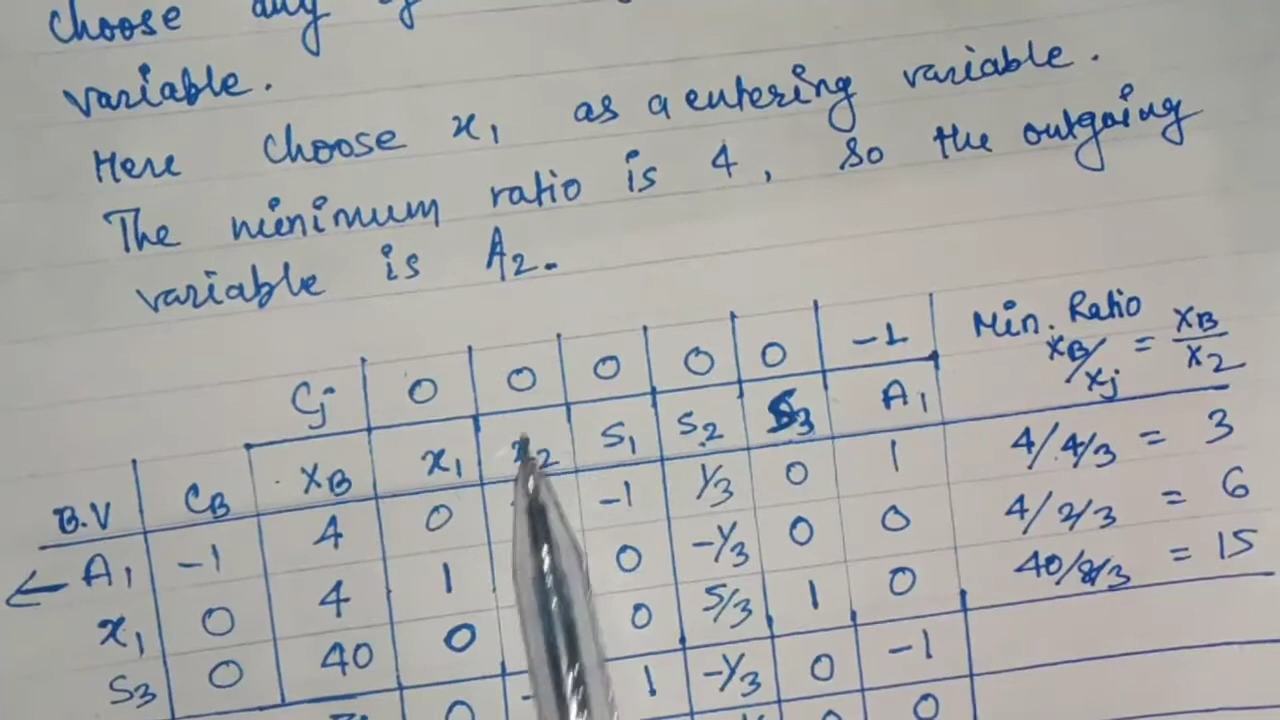 choose any
variable.
Here choose x₁ as a entering variable.
The minimum ratio is 4, so the outgoing
variable is A₂.
Cj 0 0 0 0 0 -1 Min. Ratio XB/xj = XB/x2
B.V CB XB x₁ x₂ S₁ S₂ S₃ A₁
A₁ -1 4 0 -1 1/3 0 1 4/4/3 = 3
x₁ 0 4 1 0 -1/3 0 0 4/2/3 = 6
S₃ 0 40 0 0 5/3 1 0 40/8/3 = 15
0 1 -1/3 0 -1
0